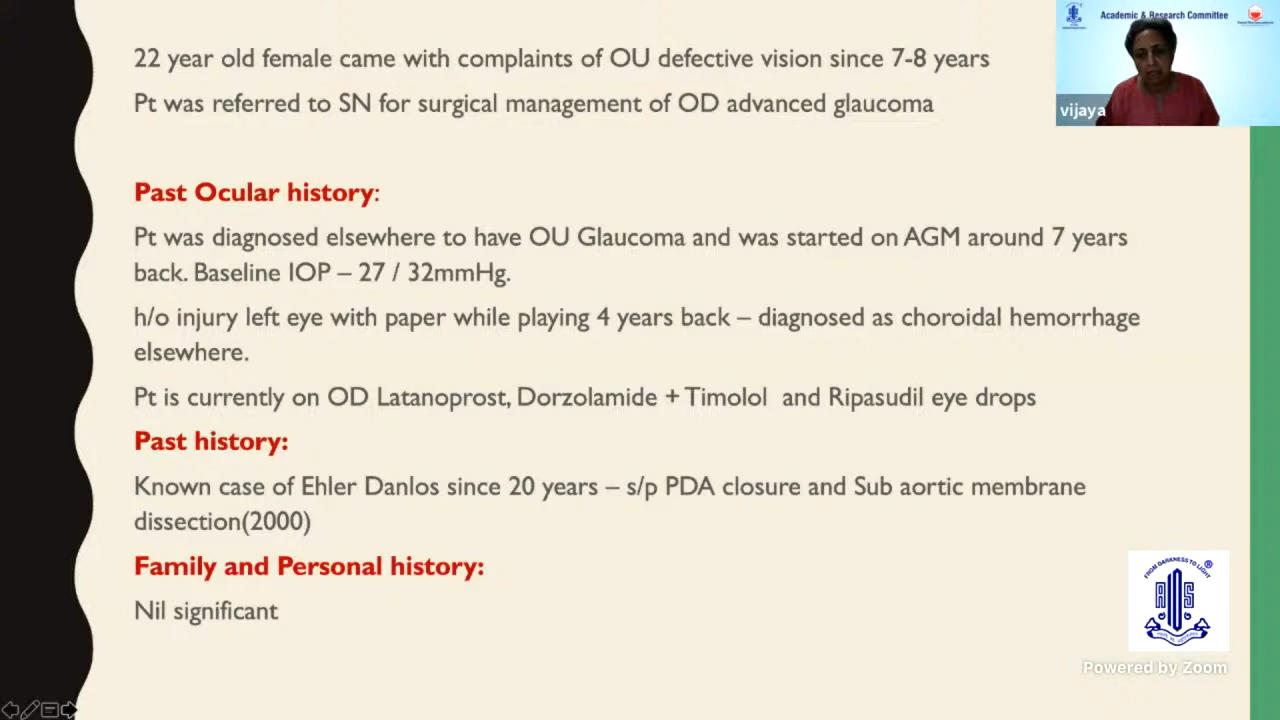 Academic & Research Committee
vijaya
22 year old female came with complaints of OU defective vision since 7-8 years
Pt was referred to SN for surgical management of OD advanced glaucoma
Past Ocular history:
Pt was diagnosed elsewhere to have OU Glaucoma and was started on AGM around 7 years
back. Baseline IOP – 27 / 32mmHg.
h/o injury left eye with paper while playing 4 years back – diagnosed as choroidal hemorrhage
elsewhere.
Pt is currently on OD Latanoprost, Dorzolamide + Timolol and Ripasudil eye drops
Past history:
Known case of Ehler Danlos since 20 years – s/p PDA closure and Sub aortic membrane
dissection(2000)
Family and Personal history:
Nil significant
FROM DARKNESS TO LIGHT ®
Powered by Zoom